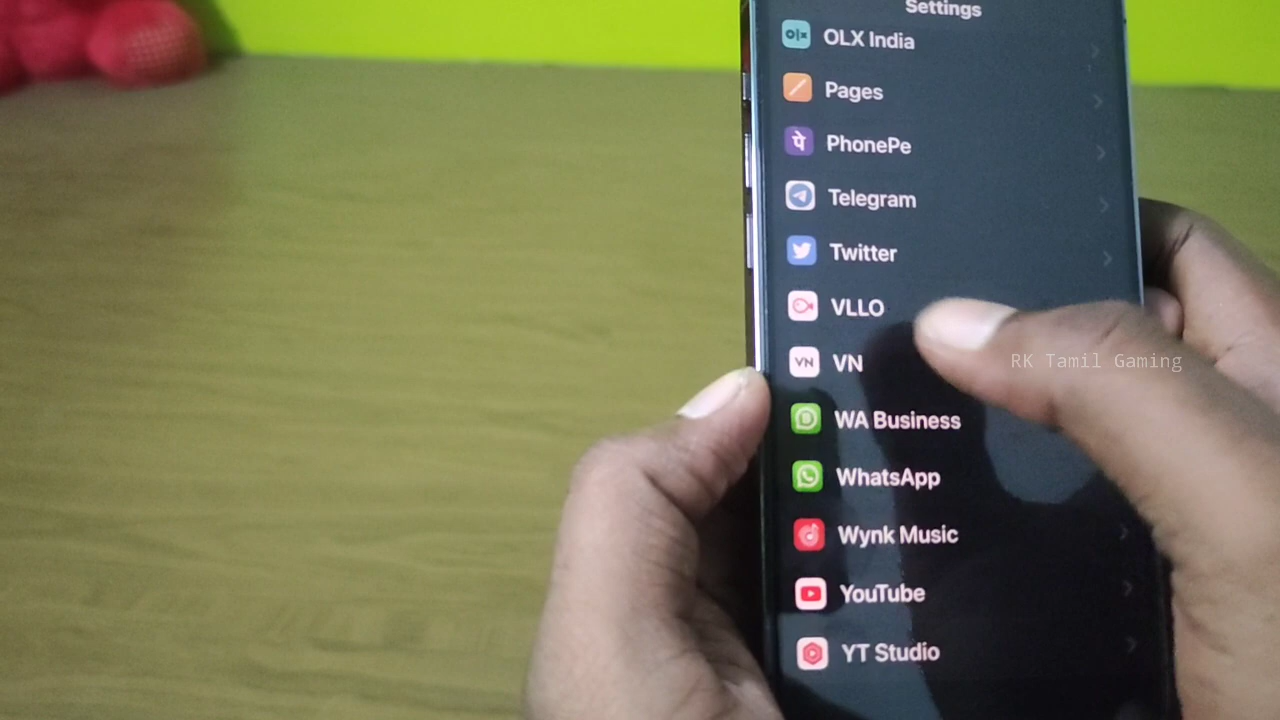 Settings
OLX India
Pages
पे PhonePe
Telegram
Twitter
VLLO
VN VN
WA Business
WhatsApp
Wynk Music
YouTube
YT Studio
RK Tamil Gaming